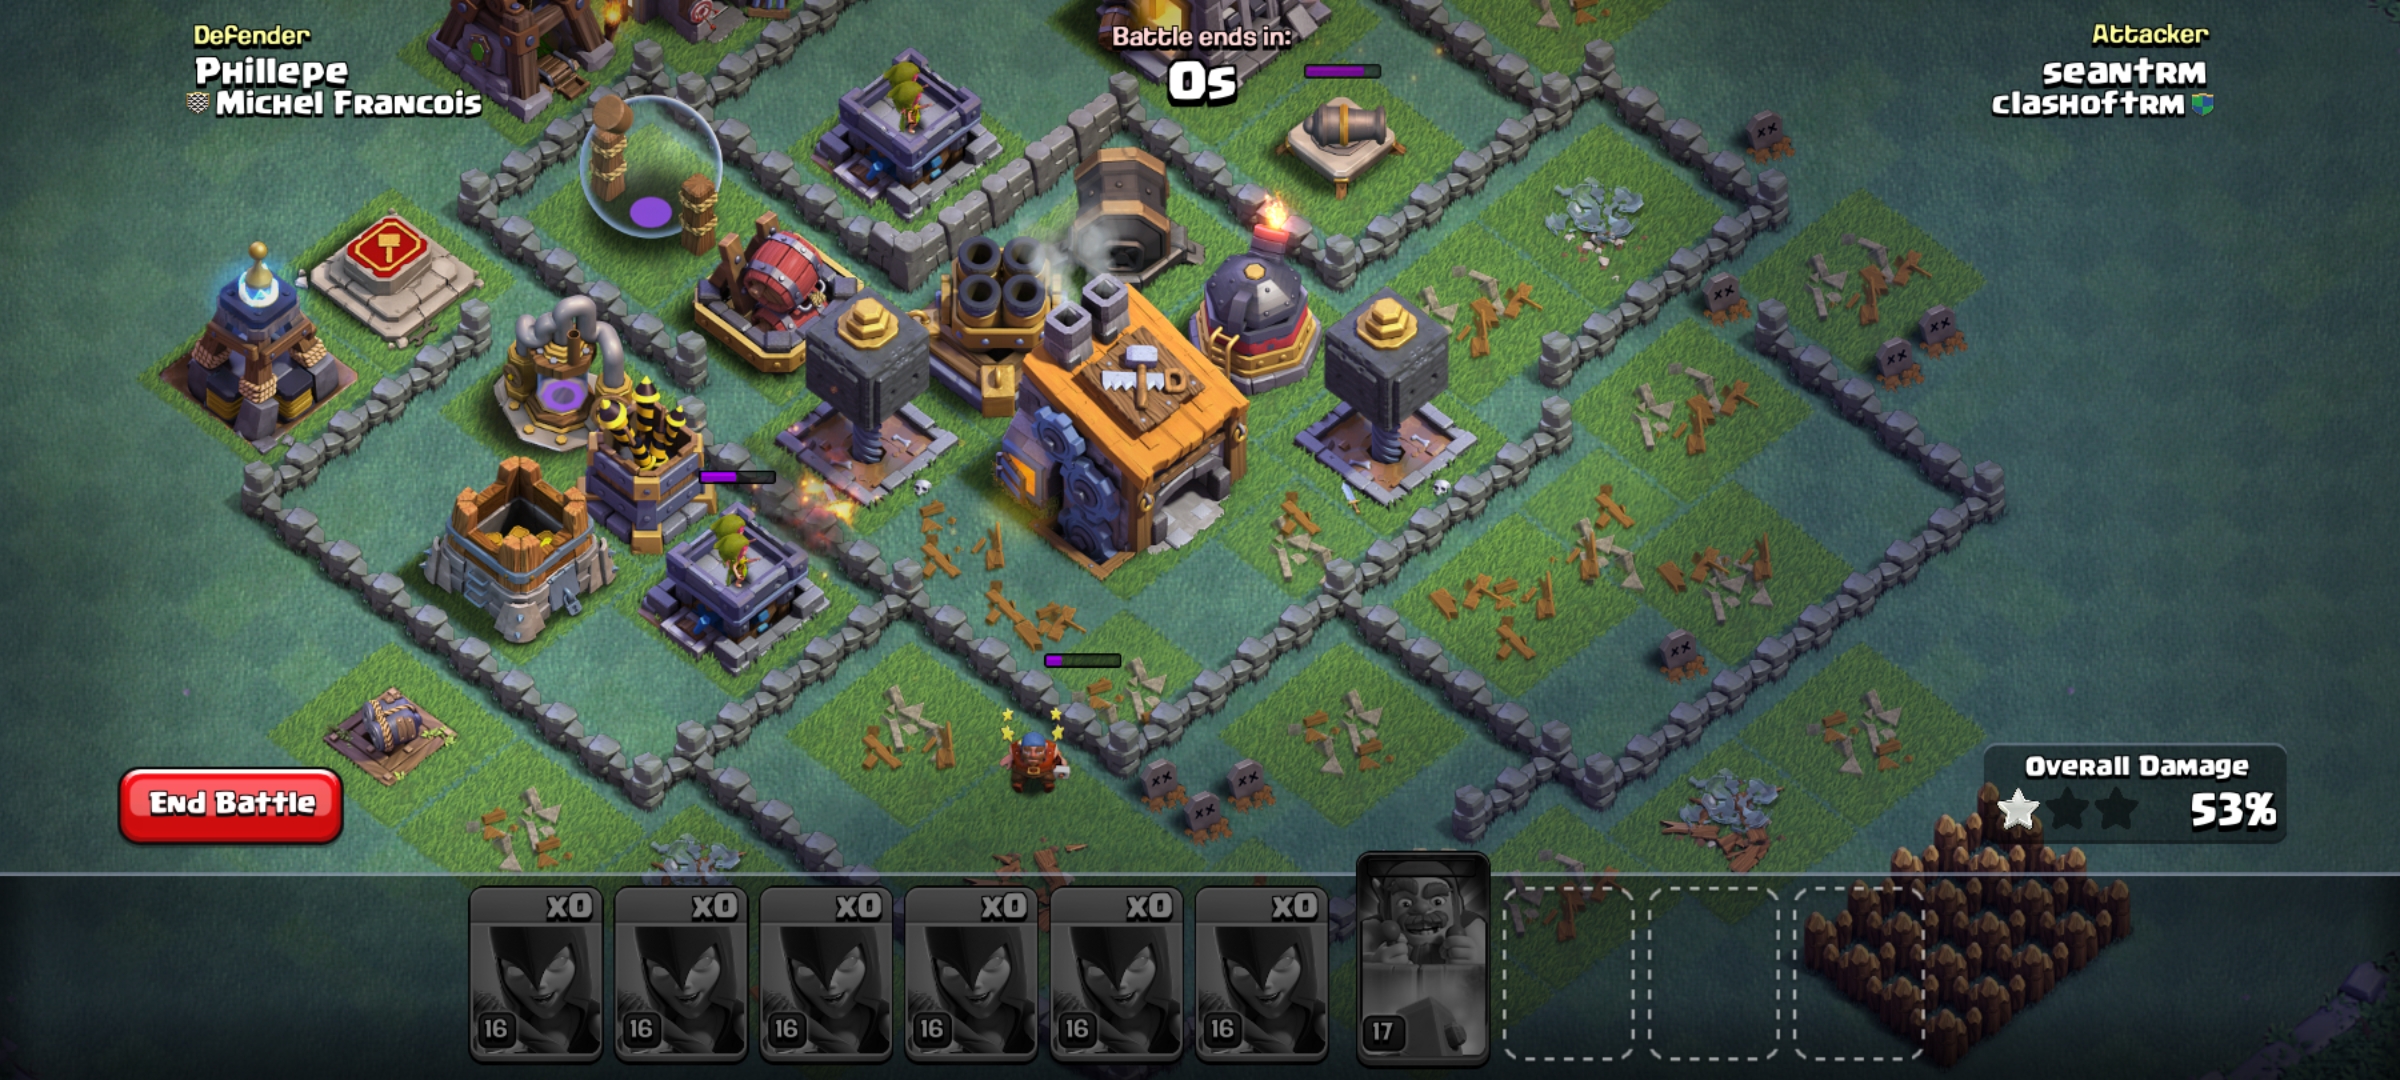 Defender
Phillepe
Michel Francois
Battle ends in:
0s
Attacker
seantRM
clashoftRM
End Battle
Overall Damage
53%
x0
x0
x0
x0
x0
x0
16
16
16
16
16
16
17